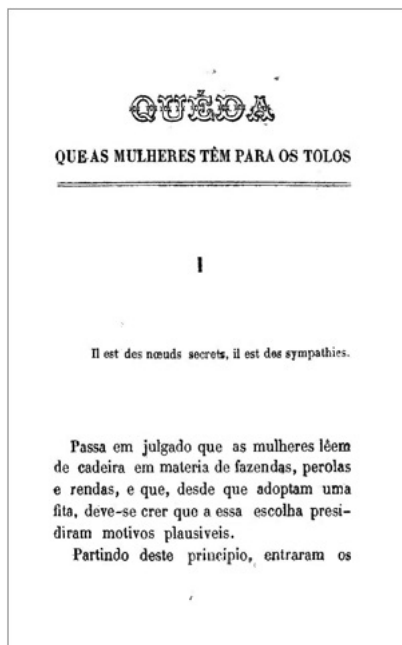 QUÉDA
QUE AS MULHERES TÊM PARA OS TOLOS
I
Il est des nœuds secrets, il est des sympathies.
Passa em julgado que as mulheres lêem
de cadeira em materia de fazendas, perolas
e rendas, e que, desde que adoptam uma
fita, deve-se crer que a essa escolha presi-
diram motivos plausiveis.
Partindo deste principio, entraram os